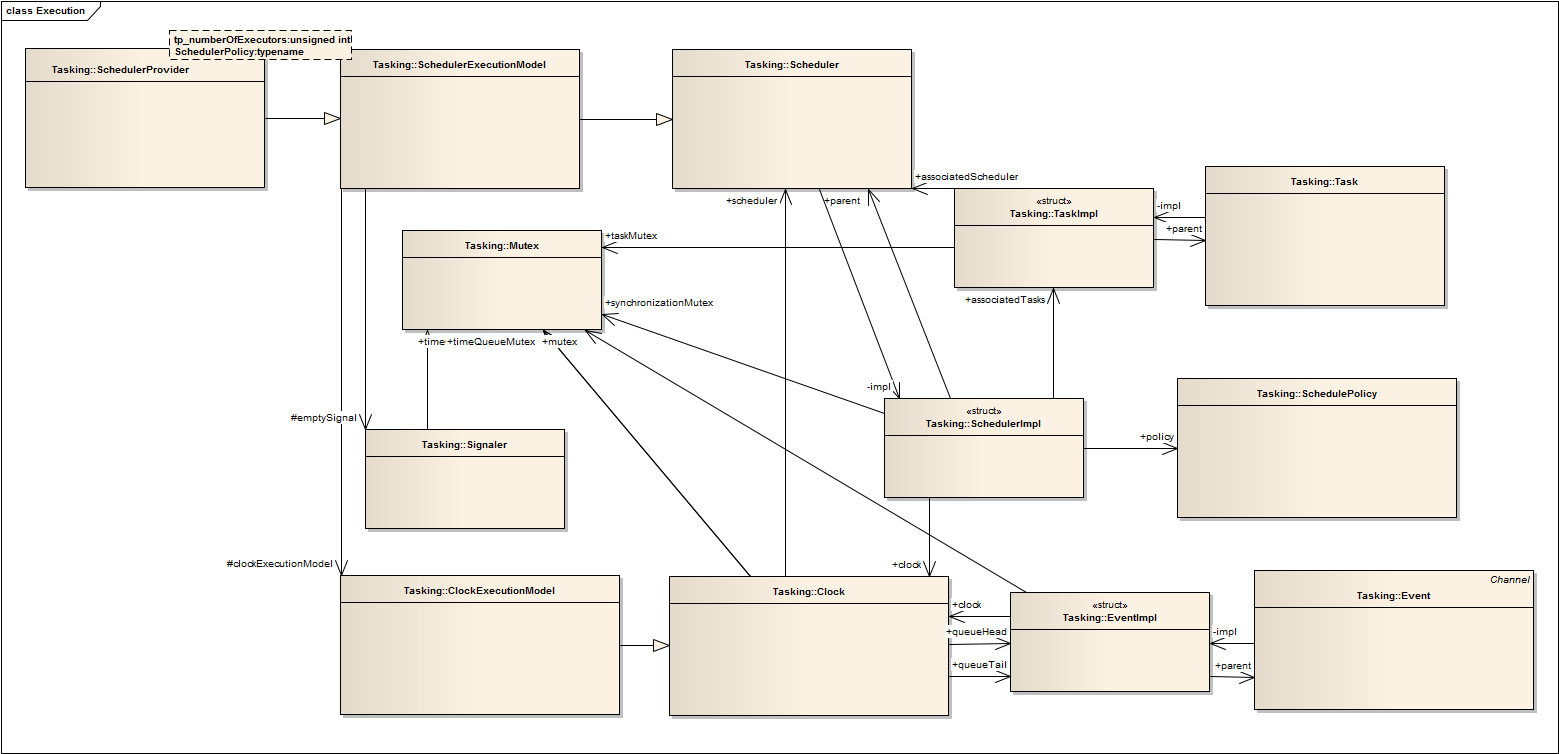 class Execution
tp_numberOfExecutors:unsigned int
SchedulerPolicy:typename
Tasking::SchedulerProvider
Tasking::SchedulerExecutionModel
Tasking::Scheduler
+associatedScheduler
Tasking::Task
+scheduler
+parent
«struct»
Tasking::TaskImpl
-impl
+parent
Tasking::Mutex
+taskMutex
+synchronizationMutex
+associatedTasks
+time
+timeQueueMutex
+mutex
-impl
Tasking::SchedulePolicy
«struct»
Tasking::SchedulerImpl
+policy
#emptySignal
Tasking::Signaler
#clockExecutionModel
+clock
Tasking::ClockExecutionModel
Tasking::Clock
+clock
+queueHead
+queueTail
«struct»
Tasking::EventImpl
-impl
+parent
Channel
Tasking::Event